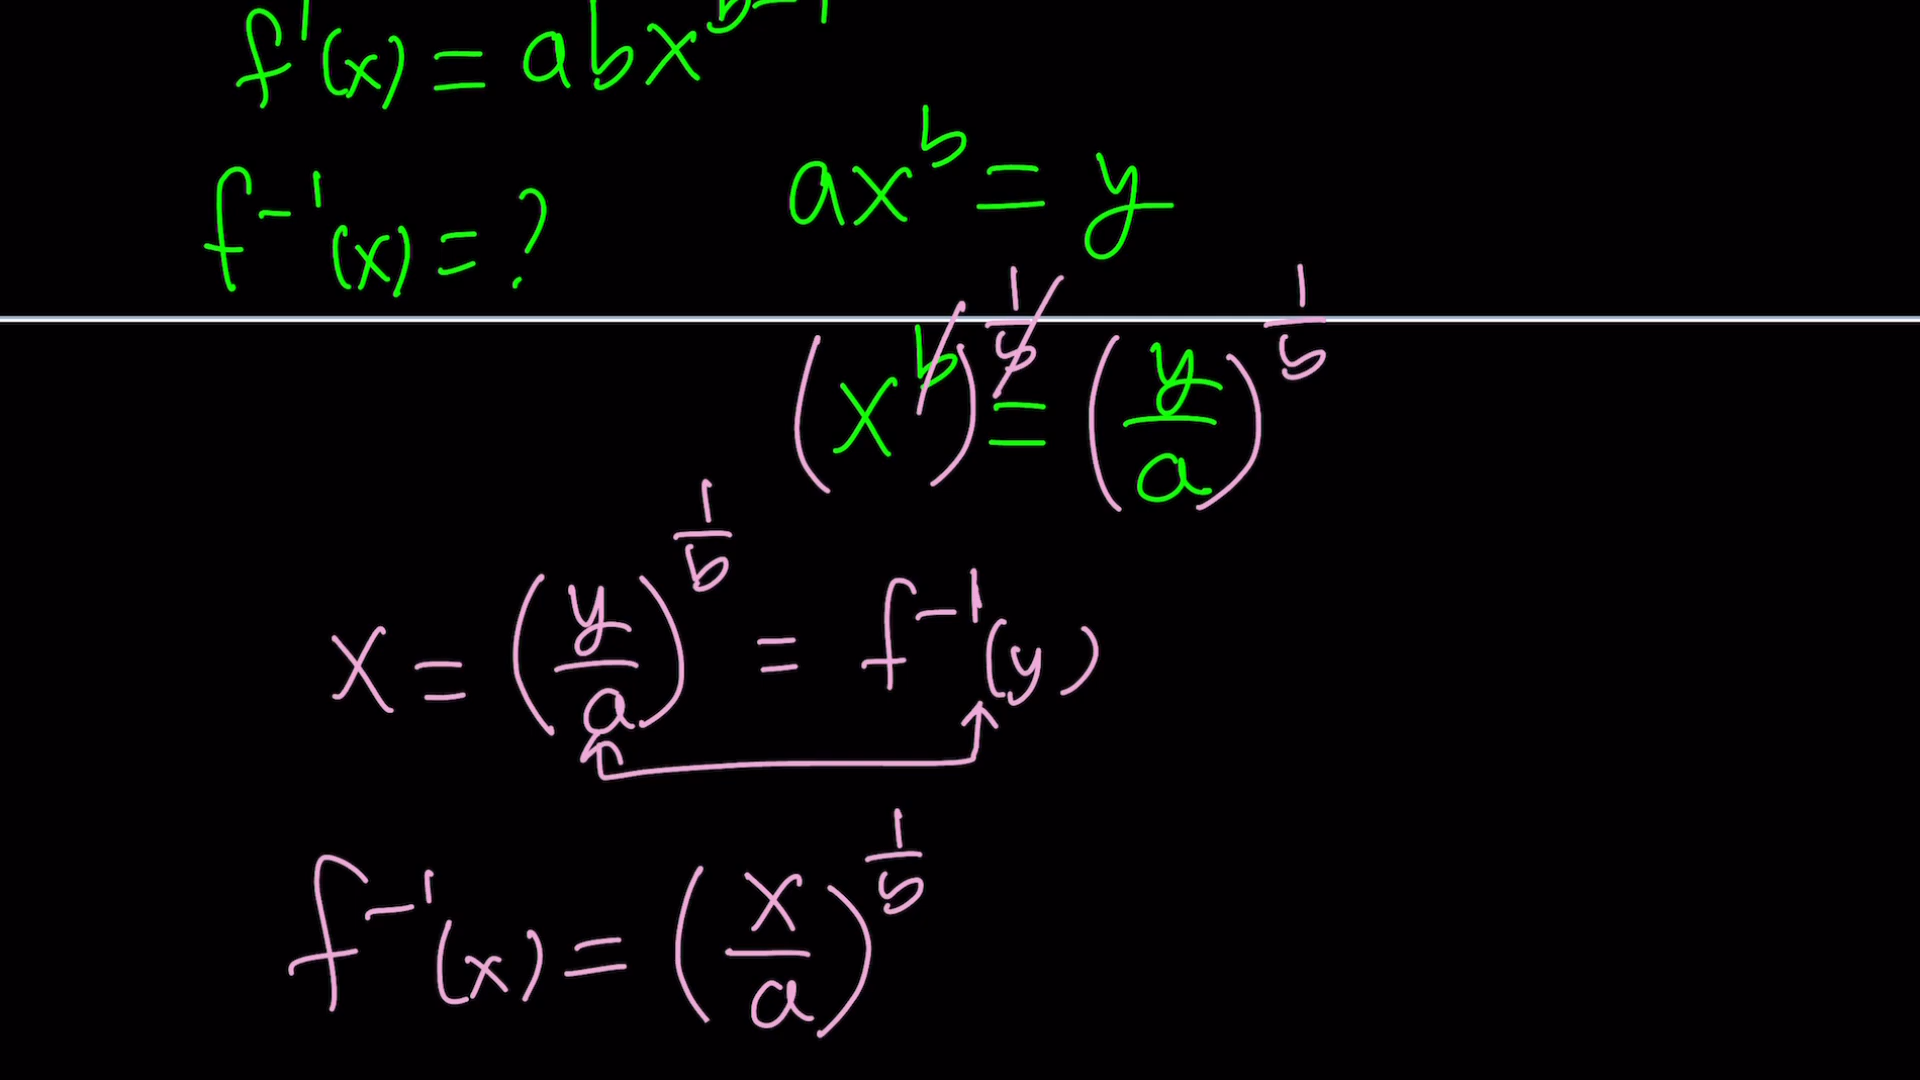 f'(x) = abx^(b-1)
f^-1(x) = ? ax^b = y
(x^b)^(1/b) = (y/a)^(1/b)
x = (y/a)^(1/b) = f^-1(y)
f^-1(x) = (x/a)^(1/b)